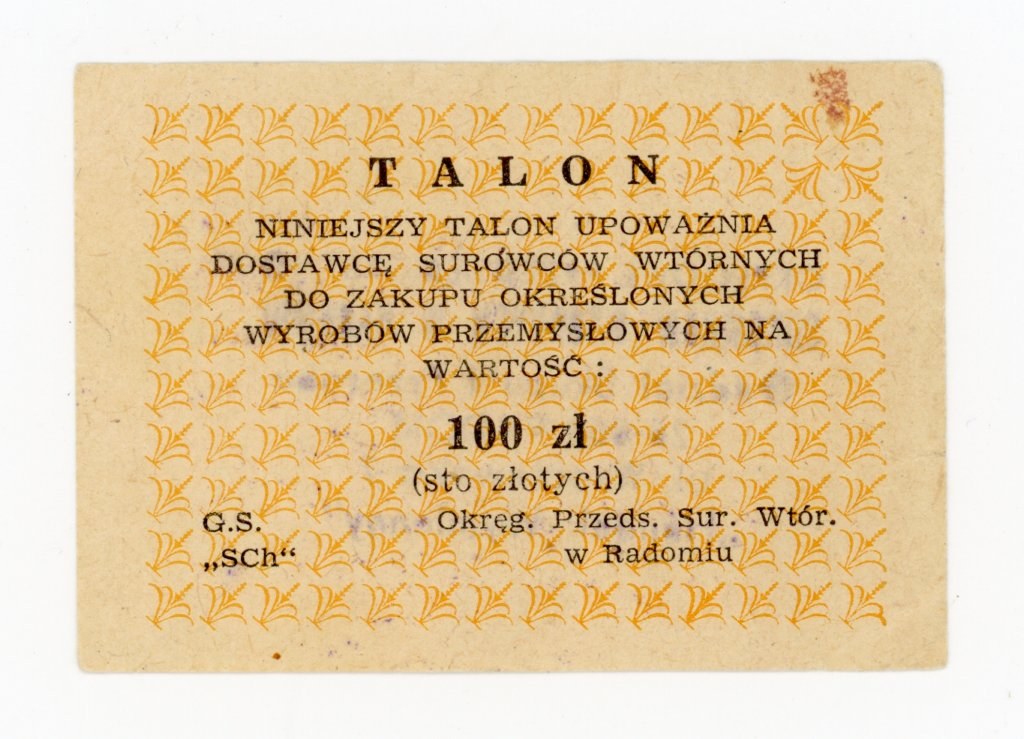 TALON
NINIEJSZY TALON UPOWAŻNIA
DOSTAWCĘ SUROWCÓW WTÓRNYCH
DO ZAKUPU OKREŚLONYCH
WYROBÓW PRZEMYSŁOWYCH NA
WARTOŚĆ :
100 zł
(sto złotych)
G.S. Okręg. Przeds. Sur. Wtór.
„SCh“ w Radomiu